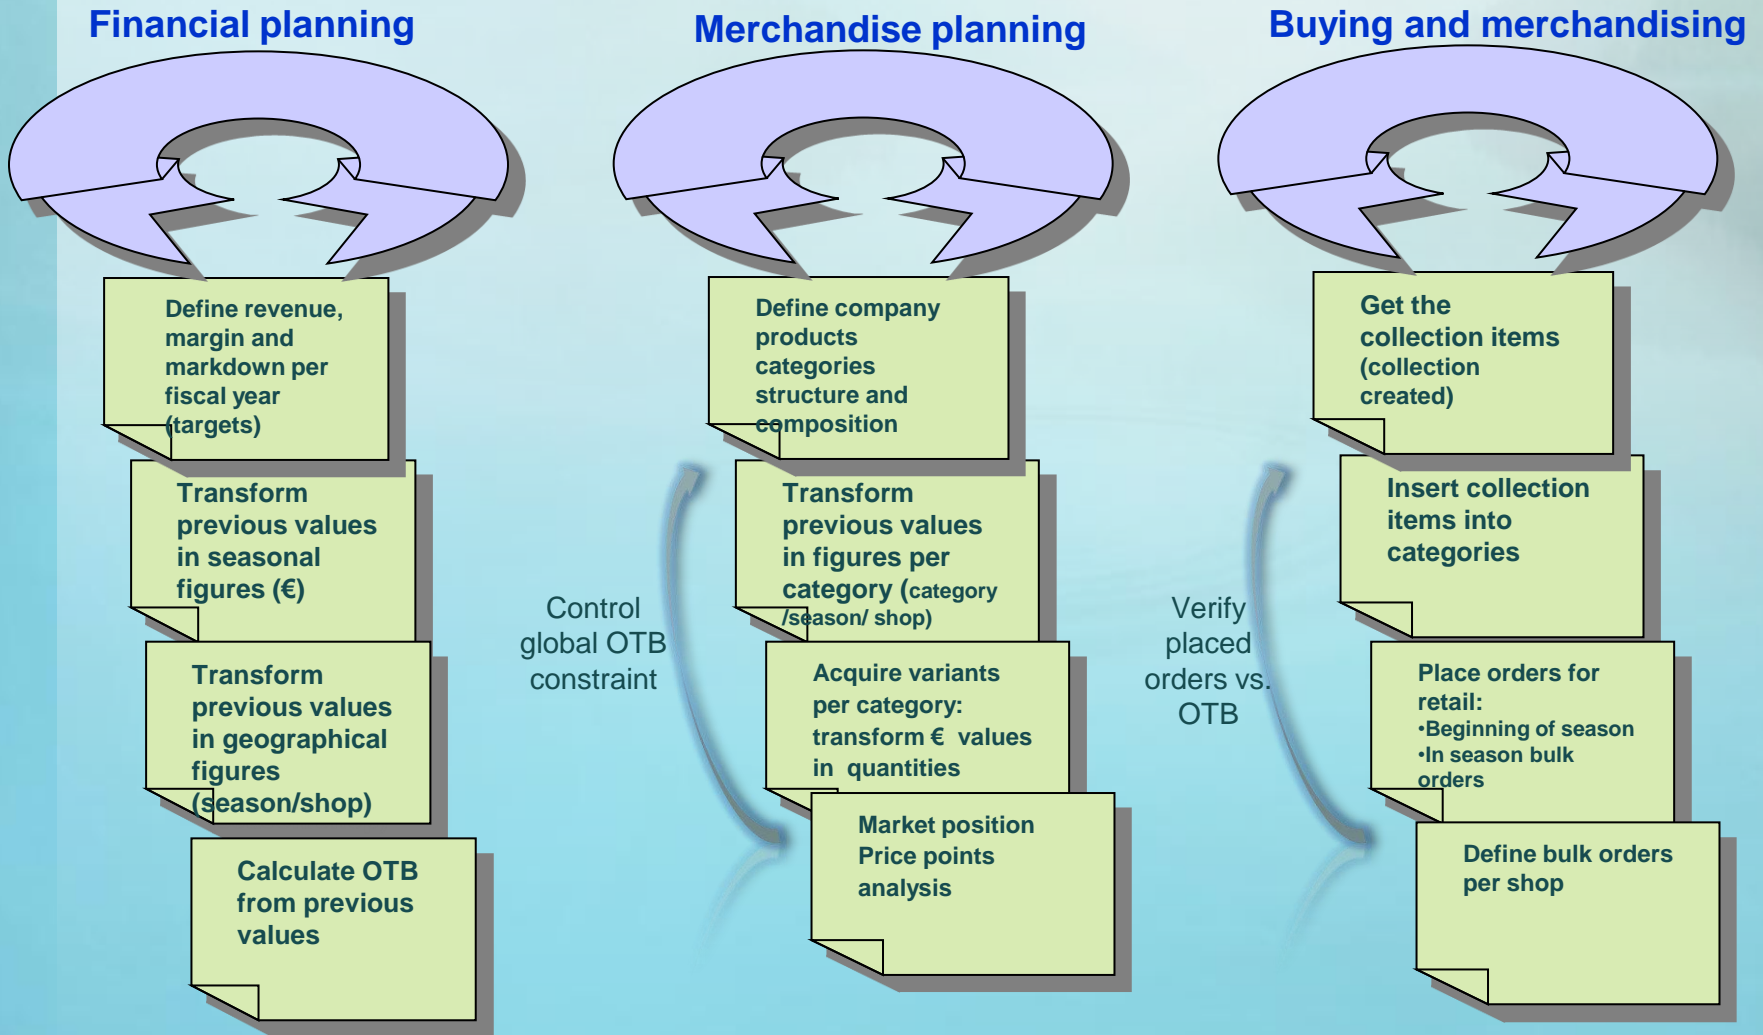 Financial planning
Define revenue,
margin and
markdown per
fiscal year
(targets)
Transform
previous values
in seasonal
figures (€)
Transform
previous values
in geographical
figures
(season/shop)
Calculate OTB
from previous
values
Merchandise planning
Define company
products
categories
structure and
composition
Transform
previous values
in figures per
category (category
/season/ shop)
Acquire variants
per category:
transform € values
in quantities
Market position
Price points
analysis
Control
global OTB
constraint
Buying and merchandising
Get the
collection items
(collection
created)
Insert collection
items into
categories
Place orders for
retail:
•Beginning of season
•In season bulk
orders
Define bulk orders
per shop
Verify
placed
orders vs.
OTB